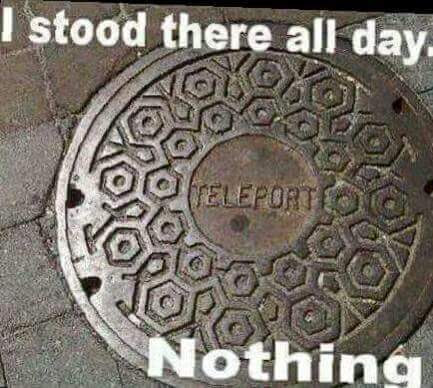 I stood there all day.
TELEPORT
Nothing